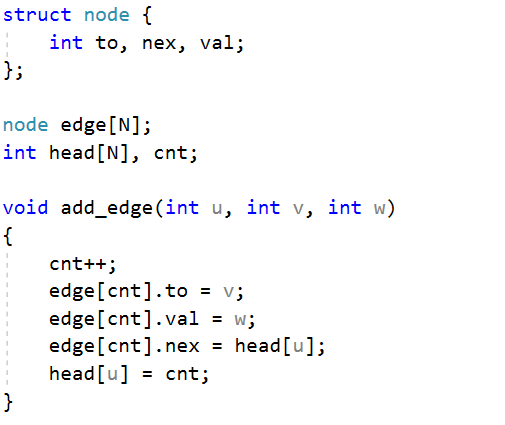 struct node {
    int to, nex, val;
};

node edge[N];
int head[N], cnt;

void add_edge(int u, int v, int w)
{
    cnt++;
    edge[cnt].to = v;
    edge[cnt].val = w;
    edge[cnt].nex = head[u];
    head[u] = cnt;
}